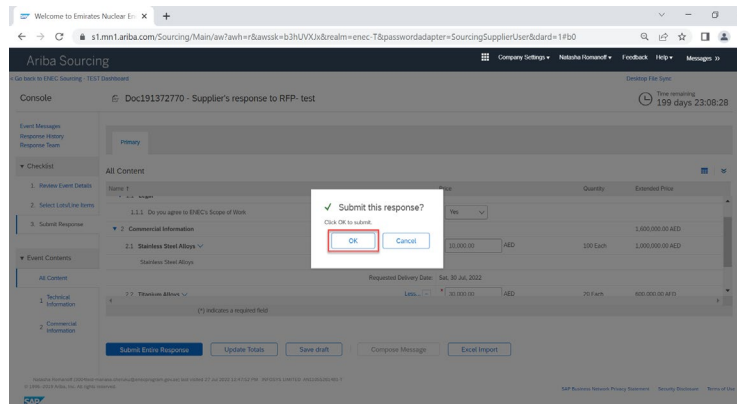 Welcome to Emirates Nuclear En
s1.mn1.ariba.com/Sourcing/Main/aw?awh=r&awssk=b3hUVXJx&realm=enec-T&passwordadapter=SourcingSupplierUser&dard=1#b0
Ariba Sourcing
Company Settings
Natasha Romanoff
Feedback
Help
Messages »
Go back to ENEC Sourcing TEST Dashboard
Desktop File Sync
Console
Doc191372770 - Supplier's response to RFP- test
Time remaining
199 days 23:08:28
Event Messages
Response History
Response Team
Primary
Checklist
All Content
1. Review Event Details
2. Select Lots/Line Items
3. Submit Response
Name ↑
Price
Quantity
Extended Price
1.1.1 Do you agree to ENEC's Scope of Work
Yes
2 Commercial Information
1,600,000.00 AED
2.1 Stainless Steel Alloys
10,000.00 AED
100 Each
1,000,000.00 AED
Stainless Steel Alloys
Requested Delivery Date: Sat, 30 Jul, 2022
2.2 Titanium Alloys
Less...
* 30,000.00 AED
20 Each
600,000.00 AED
(*) indicates a required field
✓ Submit this response?
Click OK to submit.
OK
Cancel
Event Contents
All Content
1 Technical Information
2 Commercial Information
Submit Entire Response
Update Totals
Save draft
Compose Message
Excel Import
SAP Business Network Privacy Statement
Security Disclosure
Terms of Use
SAP